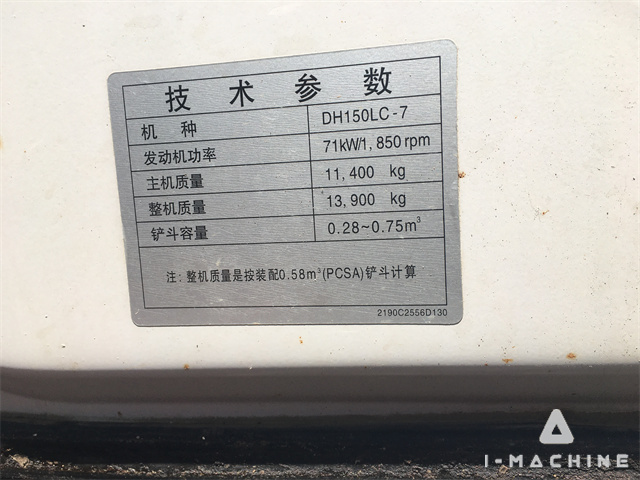 技术参数
机 种 DH150LC-7
发动机功率 71kW/1,850rpm
主机质量 11,400 kg
整机质量 13,900 kg
铲斗容量 0.28~0.75m³
注：整机质量是按装配0.58m³(PCSA)铲斗计算
2190C2556D130
I-MACHINE